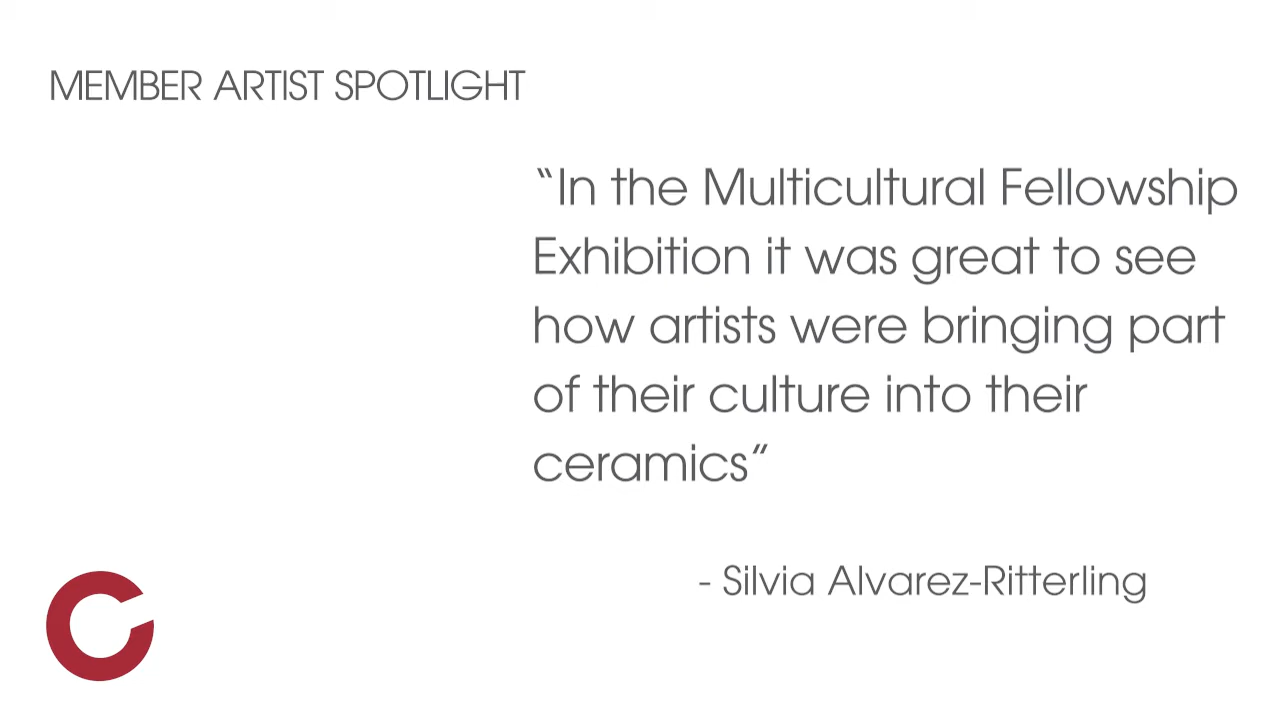 MEMBER ARTIST SPOTLIGHT
“In the Multicultural Fellowship
Exhibition it was great to see
how artists were bringing part
of their culture into their
ceramics”
- Silvia Alvarez-Ritterling